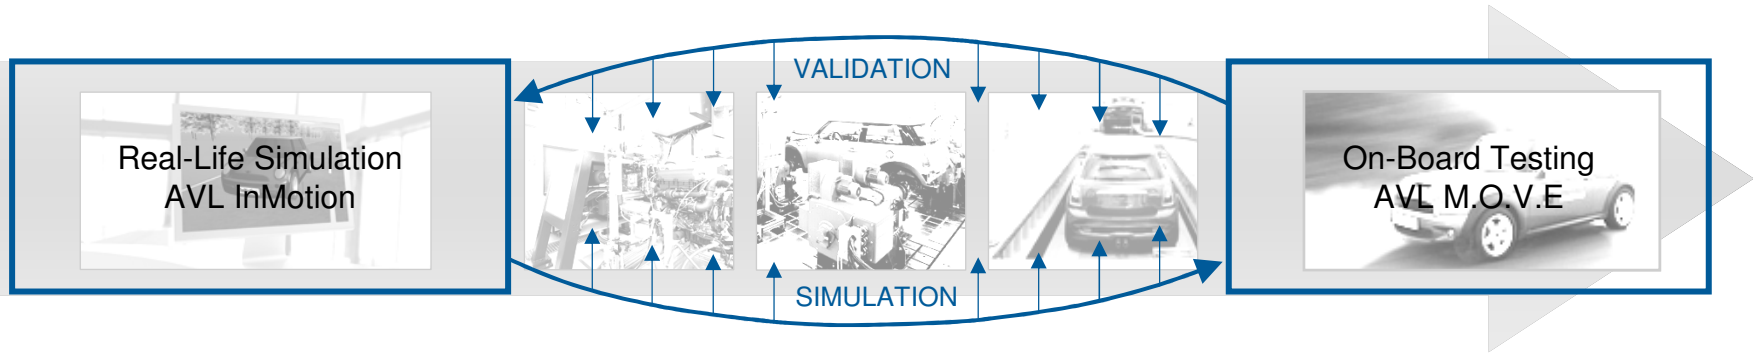 VALIDATION
Real-Life Simulation
AVL InMotion
On-Board Testing
AVL M.O.V.E
SIMULATION